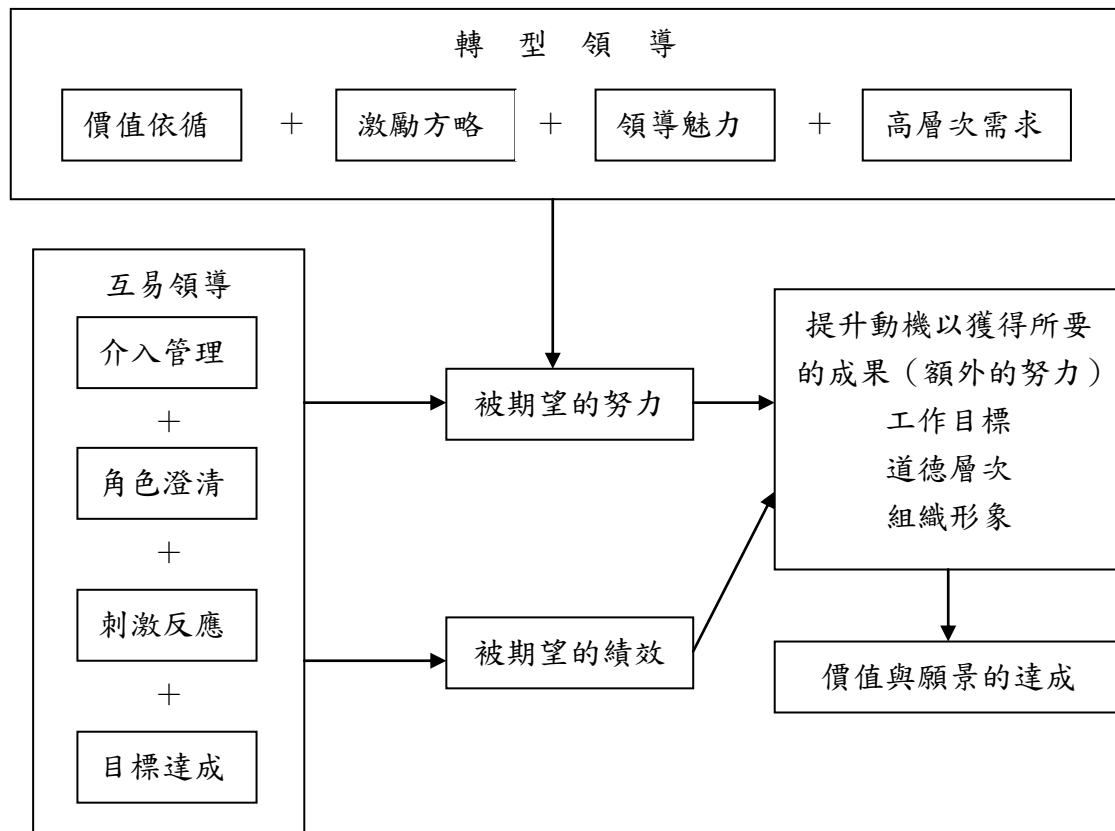 轉型領導
價值依循 + 激勵方略 + 領導魅力 + 高層次需求
互易領導
介入管理
+
角色澄清
+
刺激反應
+
目標達成
被期望的努力
被期望的績效
提升動機以獲得所要
的成果（額外的努力）
工作目標
道德層次
組織形象
價值與願景的達成